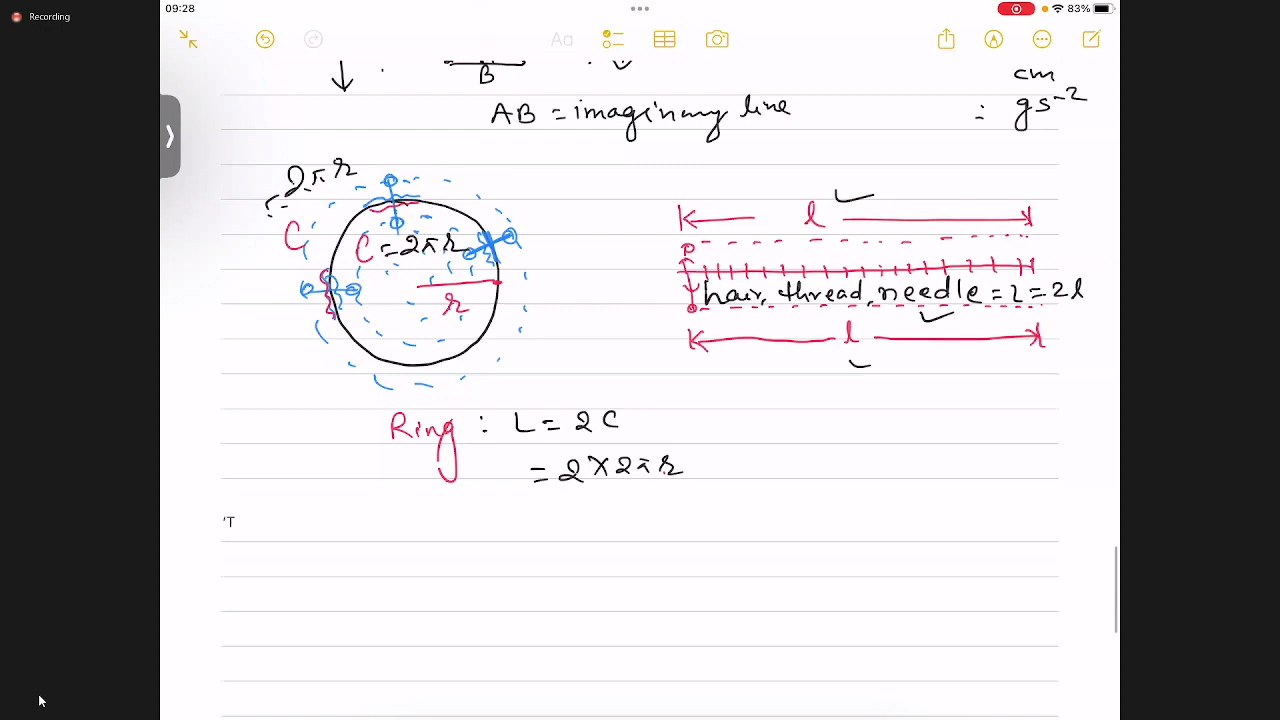 Recording
09:28
83%
Aa
B
cm
AB = imaginary line
: gs⁻²
2πr
l
C
C = 2πr
P
hair, thread, needle = L = 2l
r
l
Ring : L = 2C
= 2 × 2πr
'T